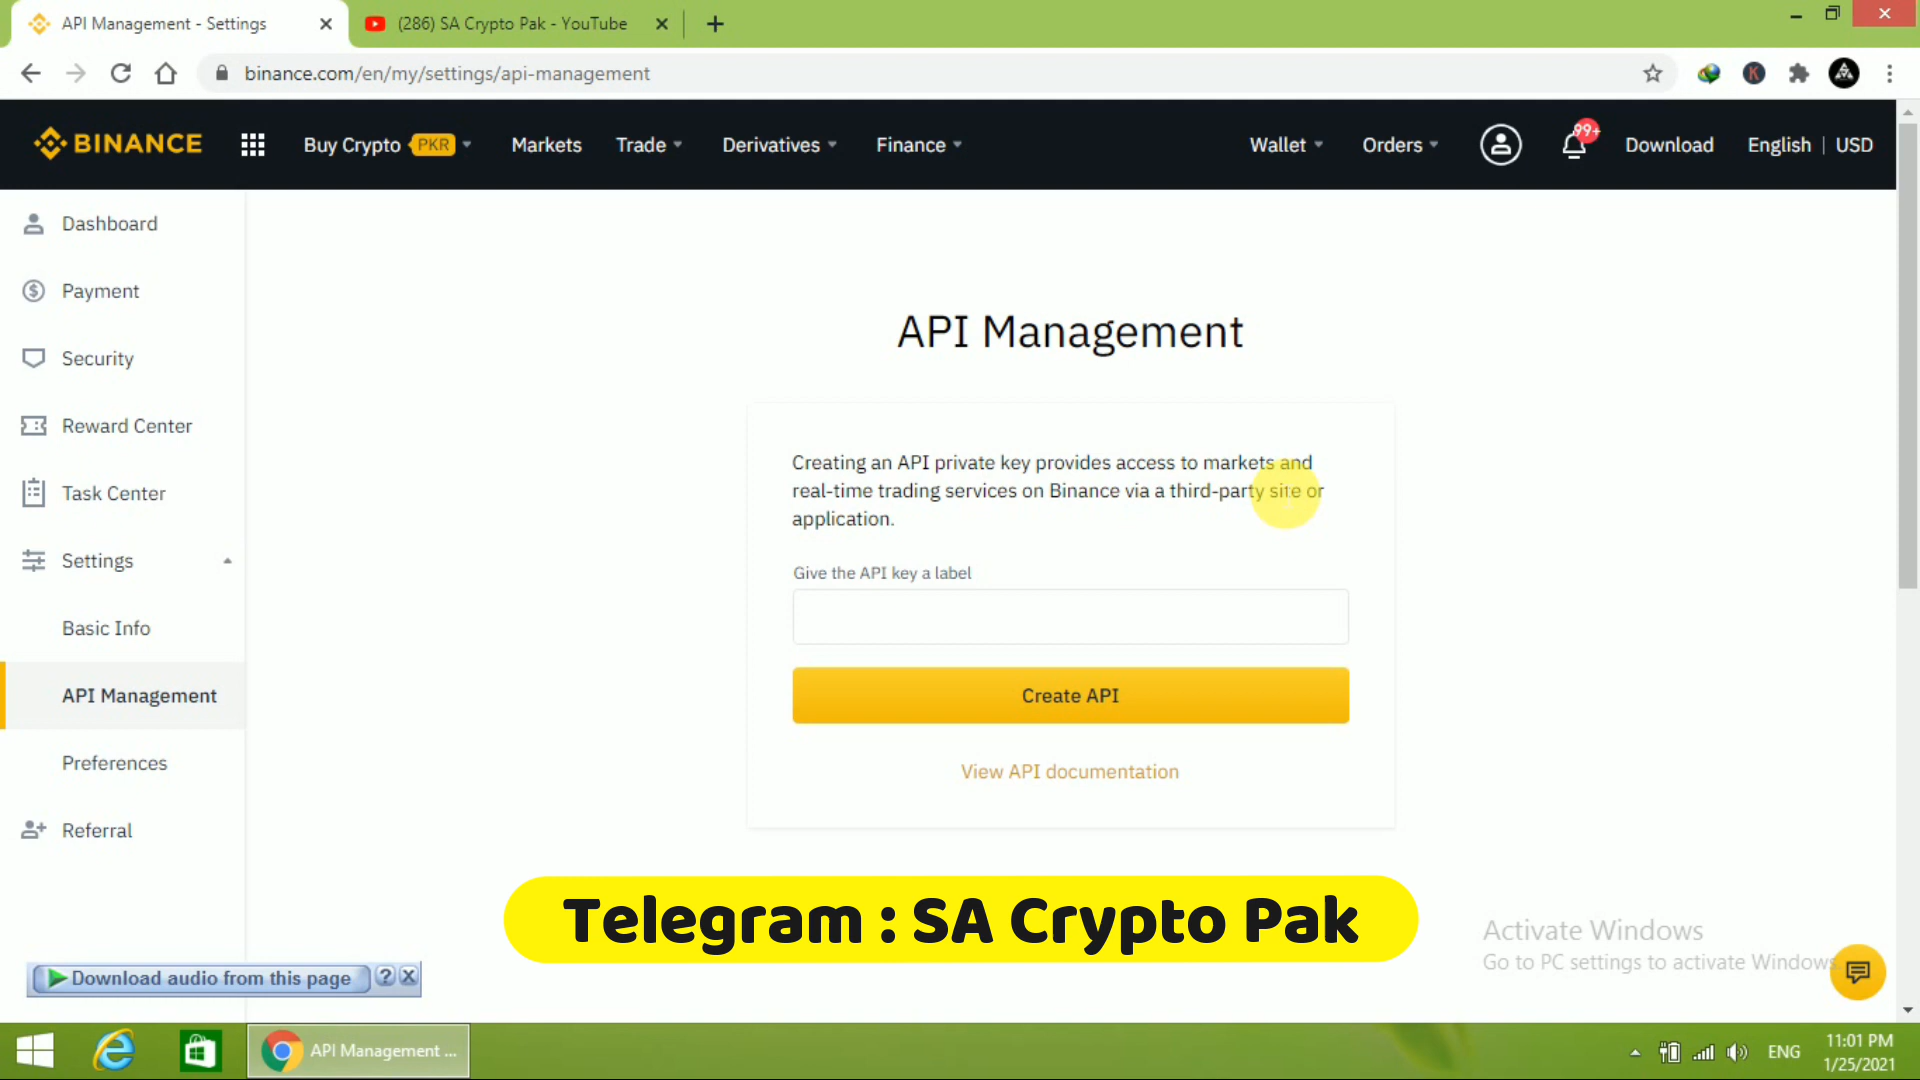 API Management - Settings
(286) SA Crypto Pak - YouTube
binance.com/en/my/settings/api-management
K
BINANCE
Buy Crypto PKR
Markets
Trade
Derivatives
Finance
Wallet
Orders
99+
Download
English | USD
Dashboard
Payment
Security
Reward Center
Task Center
Settings
Basic Info
API Management
Preferences
Referral
API Management
Creating an API private key provides access to markets and
real-time trading services on Binance via a third-party site or
application.
Give the API key a label
Create API
View API documentation
Telegram : SA Crypto Pak
Activate Windows
Go to PC settings to activate Windows.
Download audio from this page ?
API Management ...
ENG
11:01 PM
1/25/2021